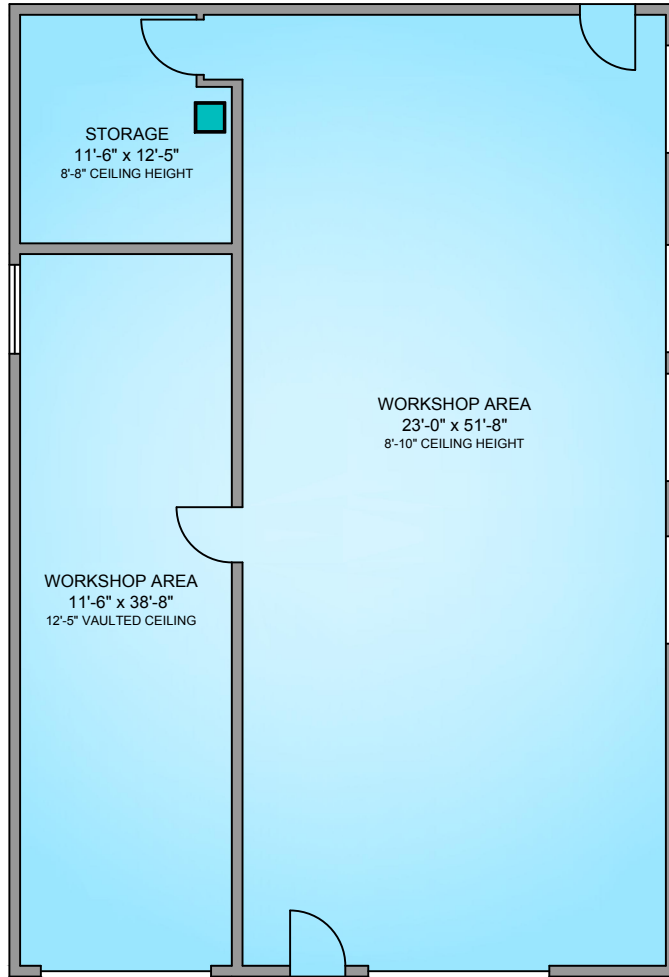 STORAGE
11'-6" x 12'-5"
8'-8" CEILING HEIGHT
WORKSHOP AREA
23'-0" x 51'-8"
8'-10" CEILING HEIGHT
WORKSHOP AREA
11'-6" x 38'-8"
12'-5" VAULTED CEILING